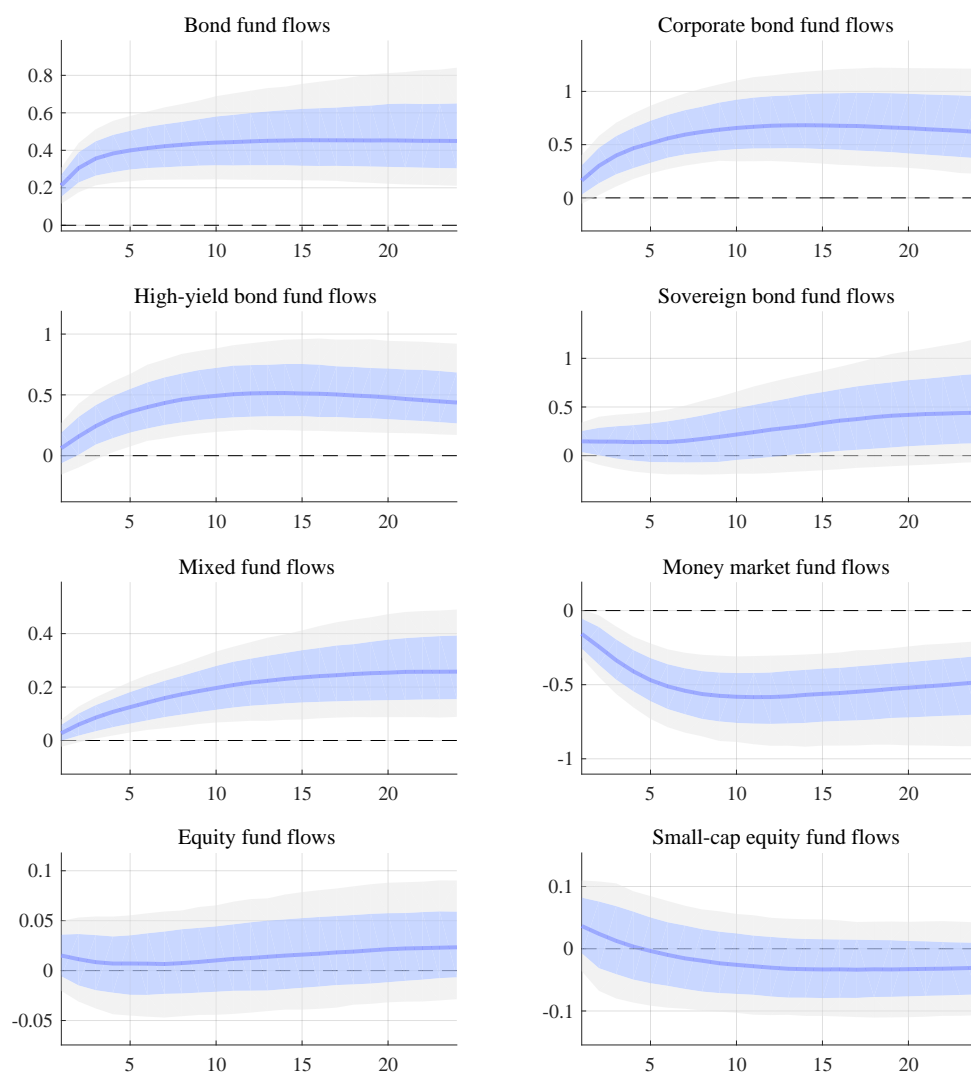 Bond fund flows
0.8
0.6
0.4
0.2
0
5 10 15 20
Corporate bond fund flows
1
0.5
0
5 10 15 20
High-yield bond fund flows
1
0.5
0
5 10 15 20
Sovereign bond fund flows
1
0.5
0
5 10 15 20
Mixed fund flows
0.4
0.2
0
5 10 15 20
Money market fund flows
0
-0.5
-1
5 10 15 20
Equity fund flows
0.1
0.05
0
-0.05
5 10 15 20
Small-cap equity fund flows
0.1
0
-0.1
5 10 15 20